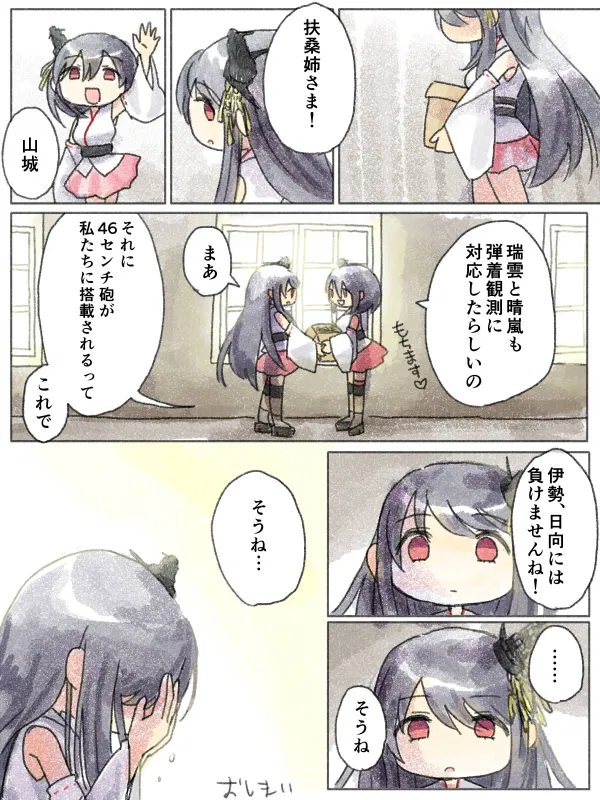 扶桑姉さま！
山城
瑞雲と晴嵐も
弾着観測に
対応したらしいの
もちます♡
まあ
それに
46センチ砲が
私たちに搭載されるって
これで
伊勢、日向には
負けませんね！
……
そうね
そうね…
おしまい